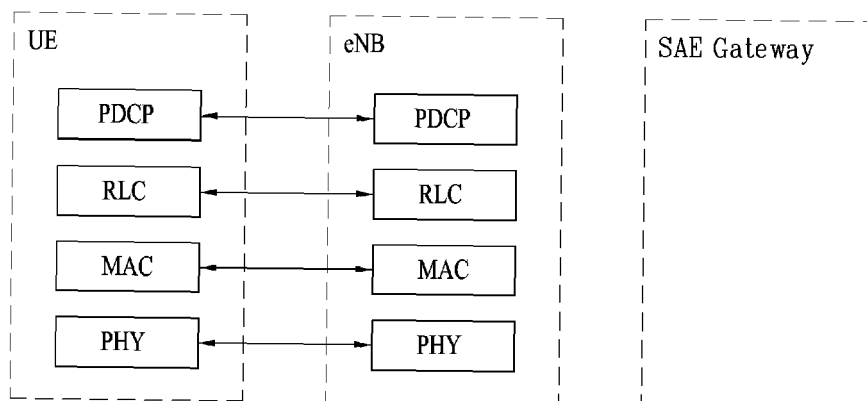 UE
eNB
SAE Gateway
PDCP
PDCP
RLC
RLC
MAC
MAC
PHY
PHY